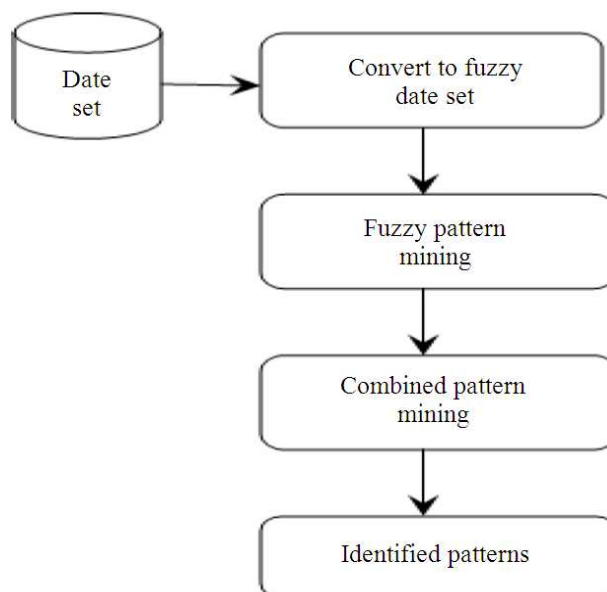 Date
set
Convert to fuzzy
date set
Fuzzy pattern
mining
Combined pattern
mining
Identified patterns